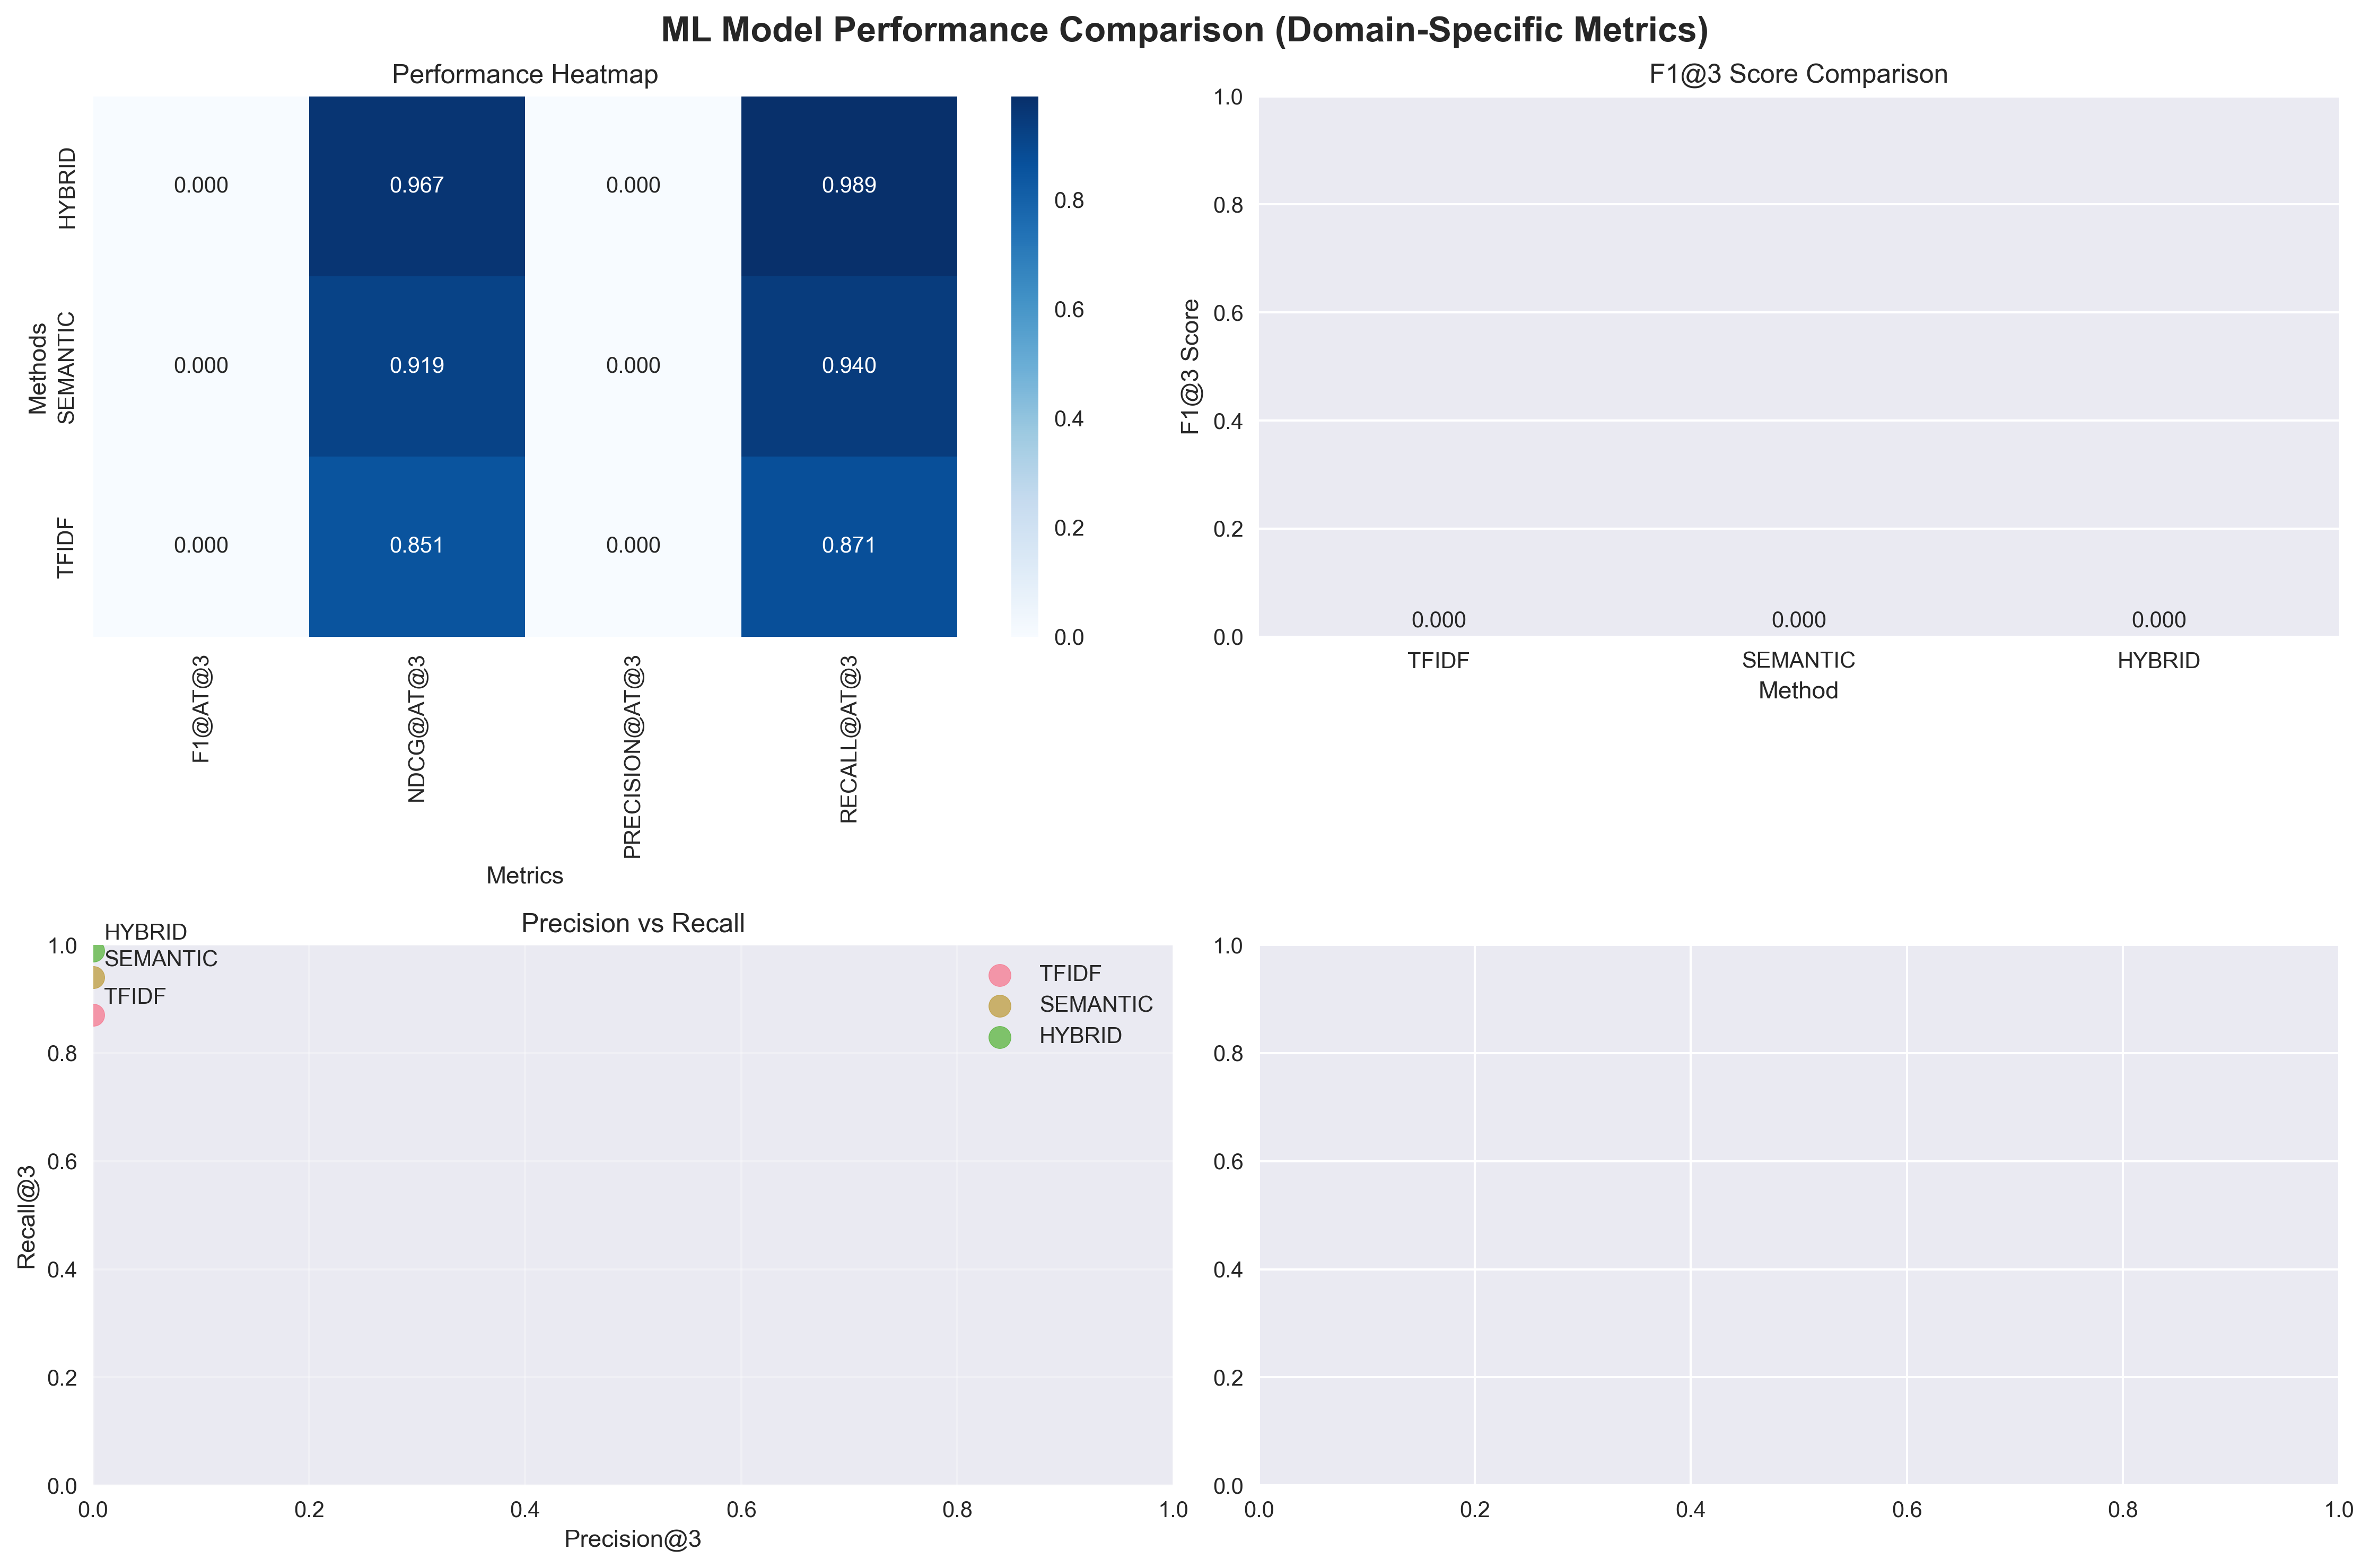 ML Model Performance Comparison (Domain-Specific Metrics)
Performance Heatmap
Methods
HYBRID
SEMANTIC
TFIDF
0.000 0.967 0.000 0.989
0.000 0.919 0.000 0.940
0.000 0.851 0.000 0.871
F1@AT@3
NDCG@AT@3
PRECISION@AT@3
RECALL@AT@3
Metrics
0.8
0.6
0.4
0.2
0.0
F1@3 Score Comparison
F1@3 Score
1.0
0.8
0.6
0.4
0.2
0.0
0.000 0.000 0.000
TFIDF SEMANTIC HYBRID
Method
Precision vs Recall
Recall@3
1.0
0.8
0.6
0.4
0.2
0.0
HYBRID
SEMANTIC
TFIDF
TFIDF
SEMANTIC
HYBRID
0.0 0.2 0.4 0.6 0.8 1.0
Precision@3
1.0
0.8
0.6
0.4
0.2
0.0
0.0 0.2 0.4 0.6 0.8 1.0